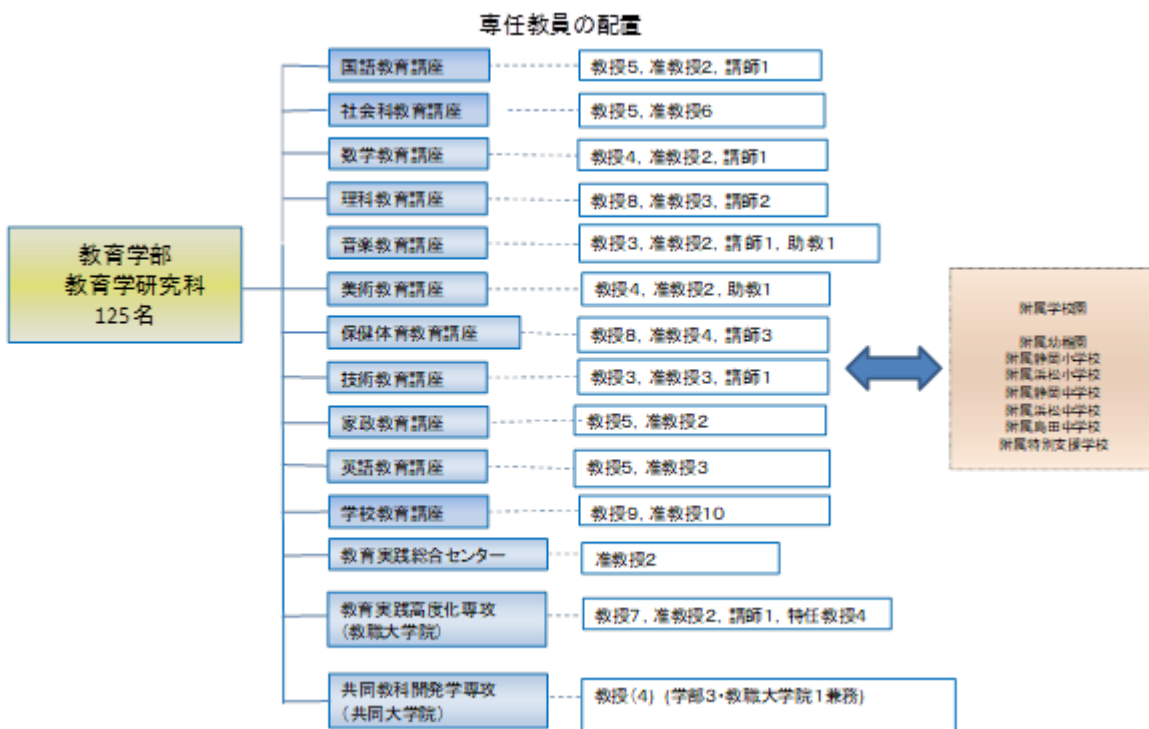 専任教員の配置
教育学部
教育学研究科
125名
国語教育講座
教授5, 准教授2, 講師1
社会科教育講座
教授5, 准教授6
数学教育講座
教授4, 准教授2, 講師1
理科教育講座
教授8, 准教授3, 講師2
音楽教育講座
教授3, 准教授2, 講師1, 助教1
美術教育講座
教授4, 准教授2, 助教1
保健体育教育講座
教授8, 准教授4, 講師3
技術教育講座
教授3, 准教授3, 講師1
家政教育講座
教授5, 准教授2
英語教育講座
教授5, 准教授3
学校教育講座
教授9, 准教授10
教育実践総合センター
准教授2
教育実践高度化専攻
(教職大学院)
教授7, 准教授2, 講師1, 特任教授4
共同教科開発学専攻
(共同大学院)
教授(4) (学部3・教職大学院1兼務)
附属学校園
附属幼稚園
附属静岡小学校
附属浜松小学校
附属静岡中学校
附属浜松中学校
附属島田中学校
附属特別支援学校